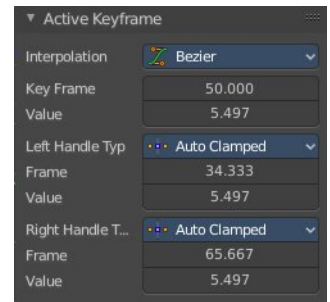 Active Keyframe
Interpolation Bezier
Key Frame 50.000
Value 5.497
Left Handle Typ Auto Clamped
Frame 34.333
Value 5.497
Right Handle T... Auto Clamped
Frame 65.667
Value 5.497